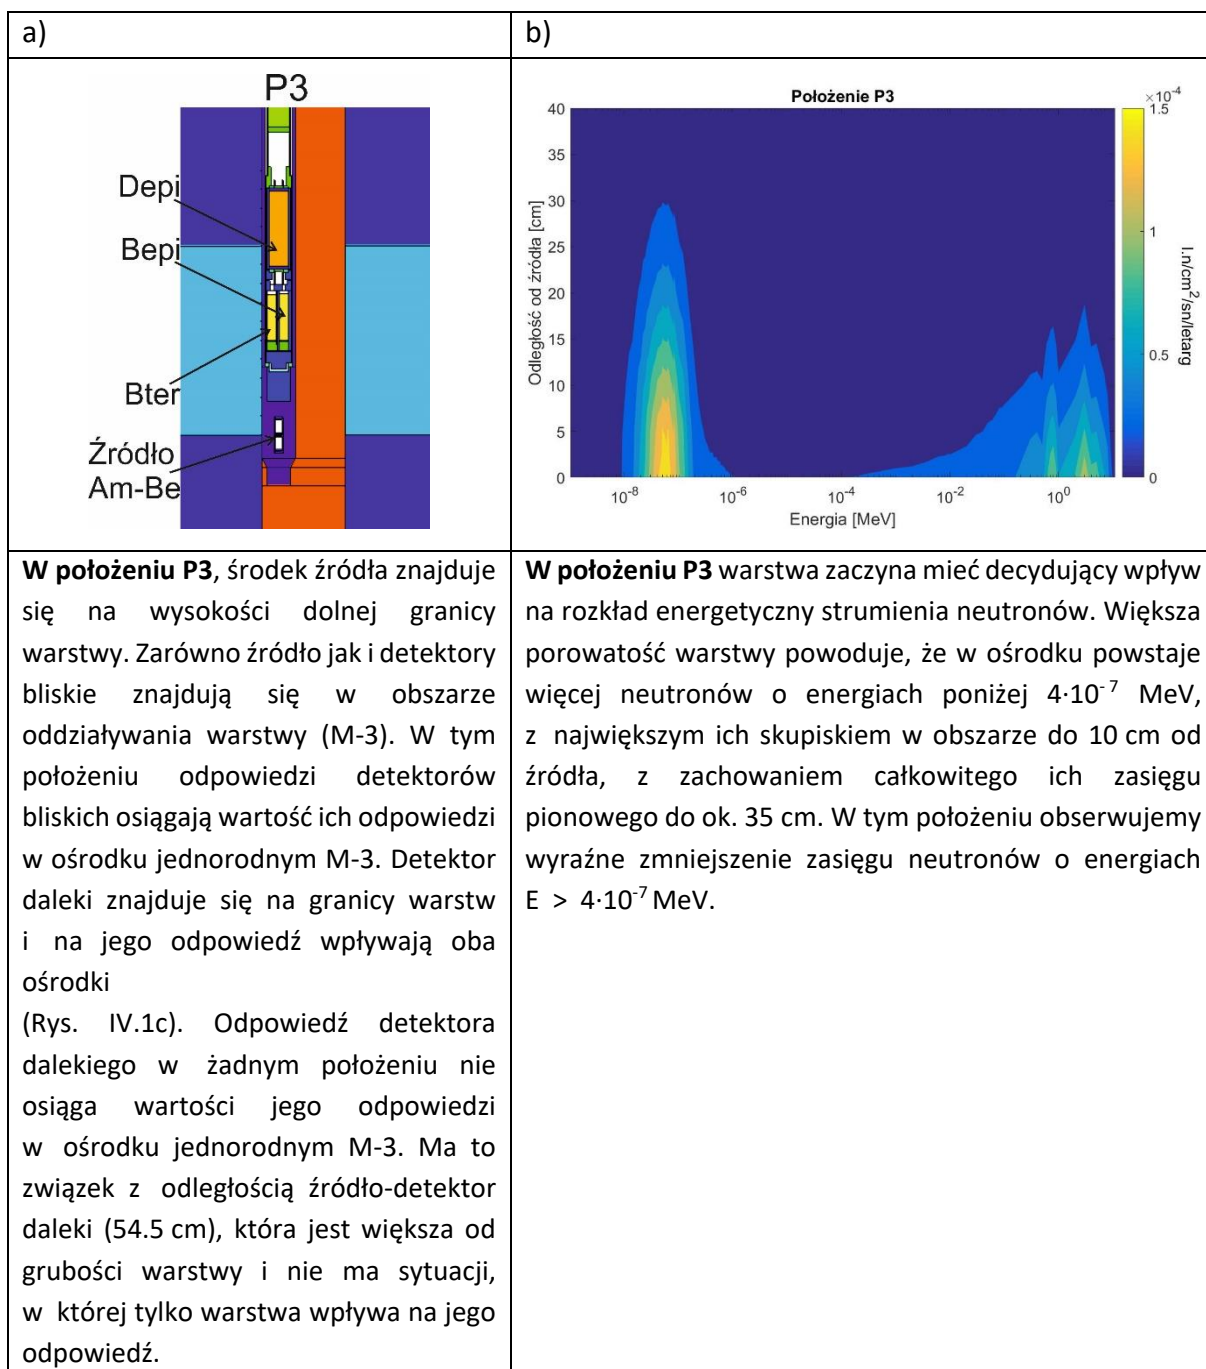 a)
b)
P3
Depi
Bepi
Bter
Źródło
Am-Be
Położenie P3
×10⁻⁴
40
35
30
25
20
15
10
5
0
Odległość od źródła [cm]
10⁻⁸
10⁻⁶
10⁻⁴
10⁻²
10⁰
Energia [MeV]
1.5
1
0.5
0
l.n/cm²/sn/letarg
W położeniu P3, środek źródła znajduje
się na wysokości dolnej granicy
warstwy. Zarówno źródło jak i detektory
bliskie znajdują się w obszarze
oddziaływania warstwy (M-3). W tym
położeniu odpowiedzi detektorów
bliskich osiągają wartość ich odpowiedzi
w ośrodku jednorodnym M-3. Detektor
daleki znajduje się na granicy warstw
i na jego odpowiedź wpływają oba
ośrodki
(Rys. IV.1c). Odpowiedź detektora
dalekiego w żadnym położeniu nie
osiąga wartości jego odpowiedzi
w ośrodku jednorodnym M-3. Ma to
związek z odległością źródło-detektor
daleki (54.5 cm), która jest większa od
grubości warstwy i nie ma sytuacji,
w której tylko warstwa wpływa na jego
odpowiedź.
W położeniu P3 warstwa zaczyna mieć decydujący wpływ
na rozkład energetyczny strumienia neutronów. Większa
porowatość warstwy powoduje, że w ośrodku powstaje
więcej neutronów o energiach poniżej 4·10⁻⁷ MeV,
z największym ich skupiskiem w obszarze do 10 cm od
źródła, z zachowaniem całkowitego ich zasięgu
pionowego do ok. 35 cm. W tym położeniu obserwujemy
wyraźne zmniejszenie zasięgu neutronów o energiach
E > 4·10⁻⁷ MeV.